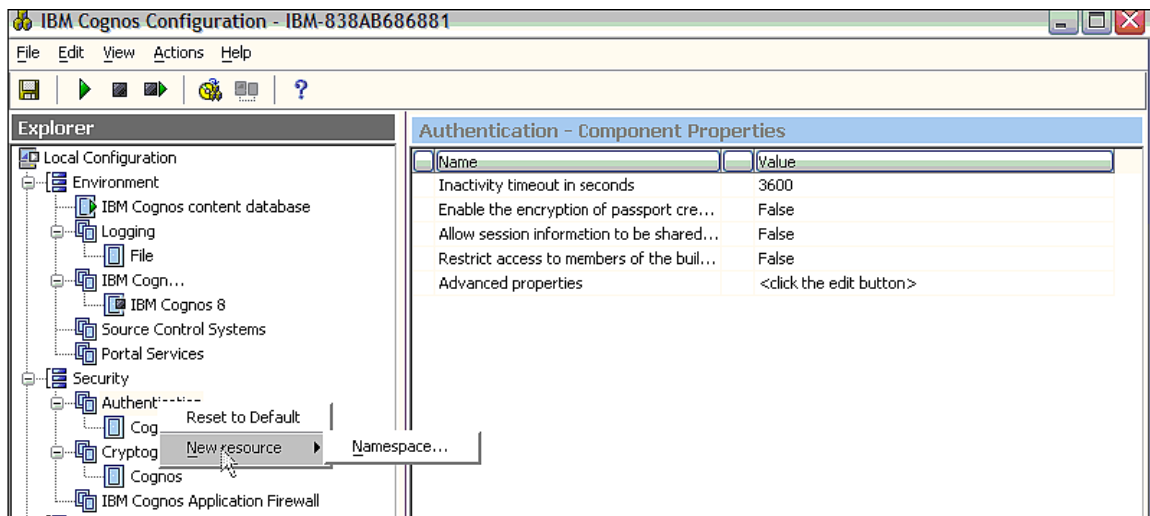 IBM Cognos Configuration - IBM-838AB686881
File Edit View Actions Help
Explorer
Local Configuration
Environment
IBM Cognos content database
Logging
File
IBM Cogn...
IBM Cognos 8
Source Control Systems
Portal Services
Security
Cog
Cryptog
Cognos
IBM Cognos Application Firewall
Reset to Default
New resource
Namespace...
Authentication - Component Properties
Name Value
Inactivity timeout in seconds 3600
Enable the encryption of passport cre... False
Allow session information to be shared... False
Restrict access to members of the buil... False
Advanced properties <click the edit button>